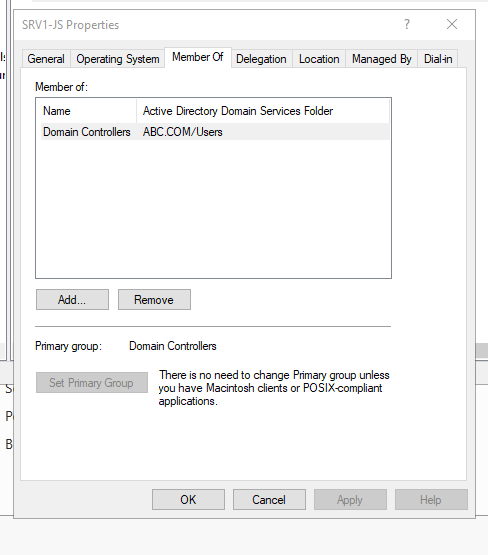 SRV1-JS Properties ?
General Operating System Member Of Delegation Location Managed By Dial-in
Member of:
Name Active Directory Domain Services Folder
Domain Controllers ABC.COM/Users
Add... Remove
Primary group: Domain Controllers
Set Primary Group
There is no need to change Primary group unless
you have Macintosh clients or POSIX-compliant
applications.
OK Cancel Apply Help